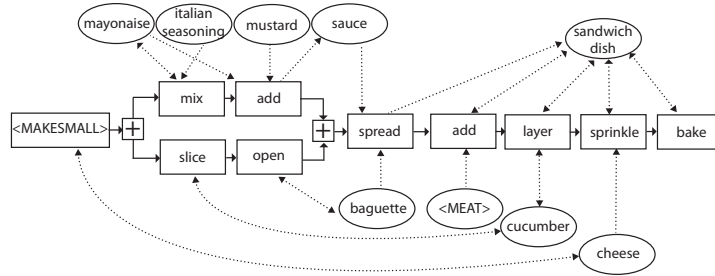 mayonaise
italian
seasoning
mustard
sauce
sandwich
dish
mix
add
<MAKESMALL>
+
+
spread
add
layer
sprinkle
bake
slice
open
baguette
<MEAT>
cucumber
cheese